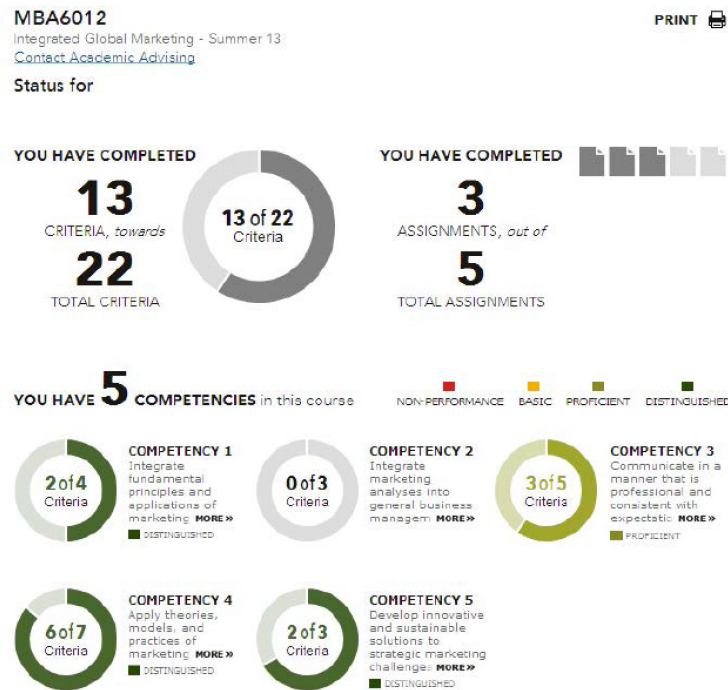 MBA6012
PRINT
Integrated Global Marketing - Summer 13
Contact Academic Advising
Status for
YOU HAVE COMPLETED
13
CRITERIA, towards
22
TOTAL CRITERIA
13 of 22
Criteria
YOU HAVE COMPLETED
3
ASSIGNMENTS, out of
5
TOTAL ASSIGNMENTS
YOU HAVE 5 COMPETENCIES in this course
NON-PERFORMANCE BASIC PROFICIENT DISTINGUISHED
2 of 4
Criteria
COMPETENCY 1
Integrate
fundamental
principles and
applications of
marketing MORE »
DISTINGUISHED
0 of 3
Criteria
COMPETENCY 2
Integrate
marketing
analyses into
general business
managem MORE »
3 of 5
Criteria
COMPETENCY 3
Communicate in a
manner that is
professional and
consistent with
expectatic MORE »
PROFICIENT
6 of 7
Criteria
COMPETENCY 4
Apply theories,
models, and
practices of
marketing MORE »
DISTINGUISHED
2 of 3
Criteria
COMPETENCY 5
Develop innovative
and sustainable
solutions to
strategic marketing
challenge: MORE »
DISTINGUISHED